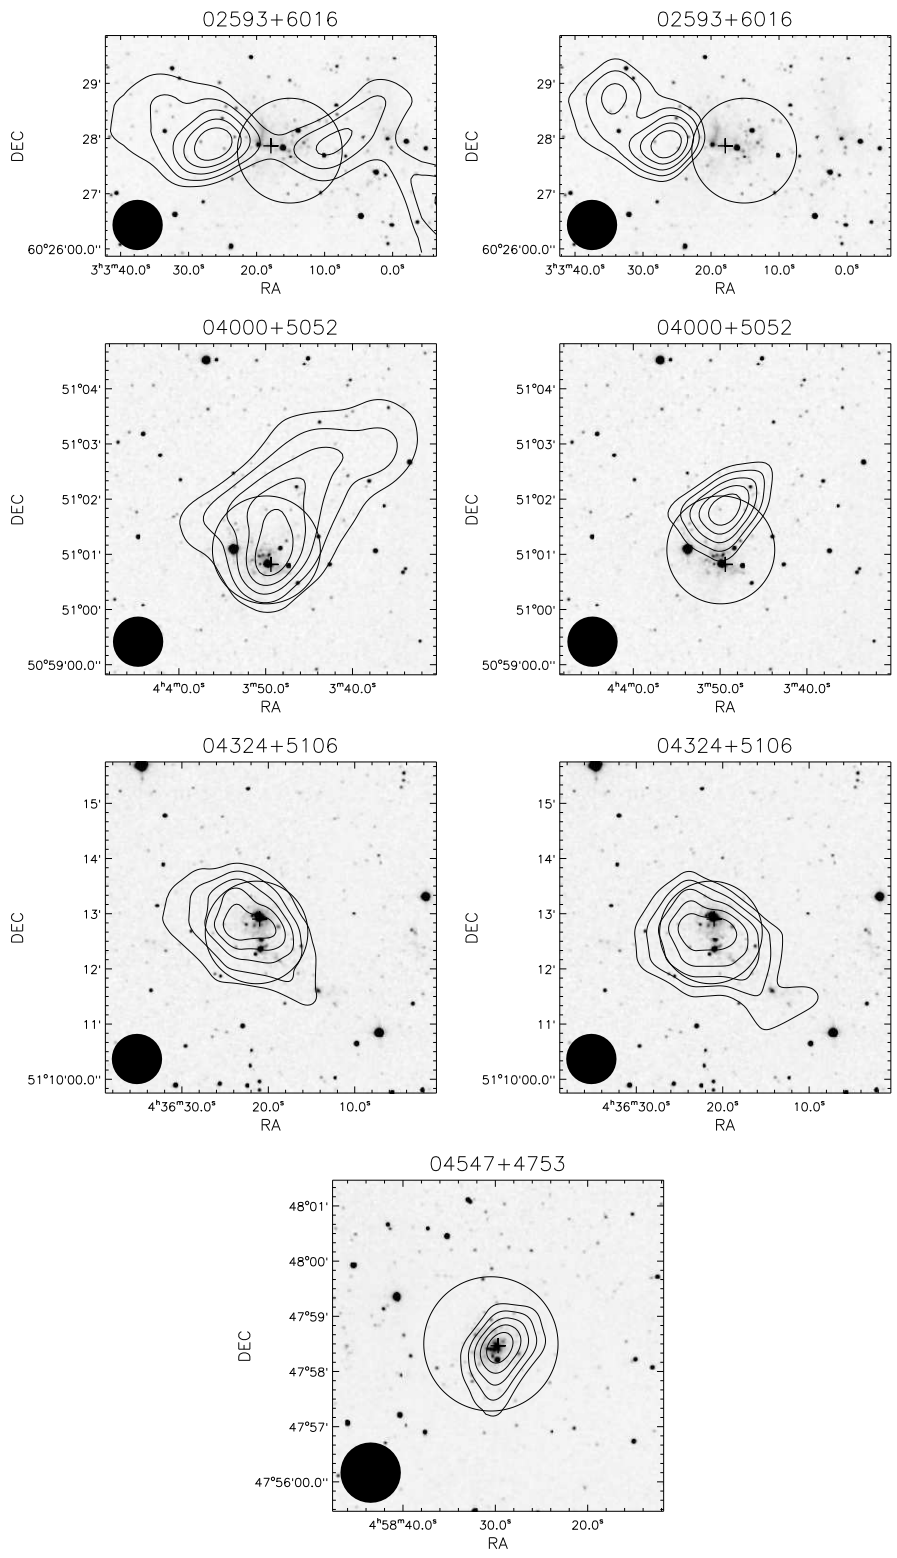 02593+6016
02593+6016
DEC
29'
28'
27'
60°26'00.0''
3ʰ3ᵐ40.0ˢ 30.0ˢ 20.0ˢ 10.0ˢ 0.0ˢ
RA
DEC
29'
28'
27'
60°26'00.0''
3ʰ3ᵐ40.0ˢ 30.0ˢ 20.0ˢ 10.0ˢ 0.0ˢ
RA
04000+5052
04000+5052
DEC
51°04'
51°03'
51°02'
51°01'
51°00'
50°59'00.0''
4ʰ4ᵐ0.0ˢ 3ᵐ50.0ˢ 3ᵐ40.0ˢ
RA
DEC
51°04'
51°03'
51°02'
51°01'
51°00'
50°59'00.0''
4ʰ4ᵐ0.0ˢ 3ᵐ50.0ˢ 3ᵐ40.0ˢ
RA
04324+5106
04324+5106
DEC
15'
14'
13'
12'
11'
51°10'00.0''
4ʰ36ᵐ30.0ˢ 20.0ˢ 10.0ˢ
RA
DEC
15'
14'
13'
12'
11'
51°10'00.0''
4ʰ36ᵐ30.0ˢ 20.0ˢ 10.0ˢ
RA
04547+4753
DEC
48°01'
48°00'
47°59'
47°58'
47°57'
47°56'00.0''
4ʰ58ᵐ40.0ˢ 30.0ˢ 20.0ˢ
RA